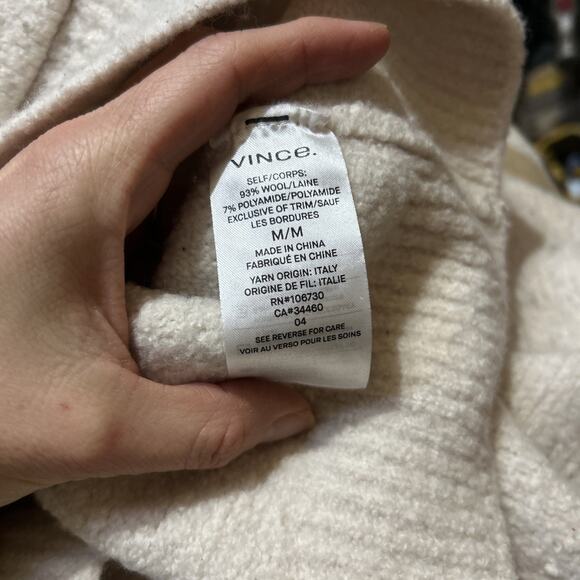 VINCE.
SELF/CORPS:
93% WOOL/LAINE
7% POLYAMIDE/POLYAMIDE
EXCLUSIVE OF TRIM/SAUF
LES BORDURES
M/M
MADE IN CHINA
FABRIQUÉ EN CHINE
YARN ORIGIN: ITALY
ORIGINE DE FIL: ITALIE
RN#106730
CA#34460
04
SEE REVERSE FOR CARE
VOIR AU VERSO POUR LES SOINS